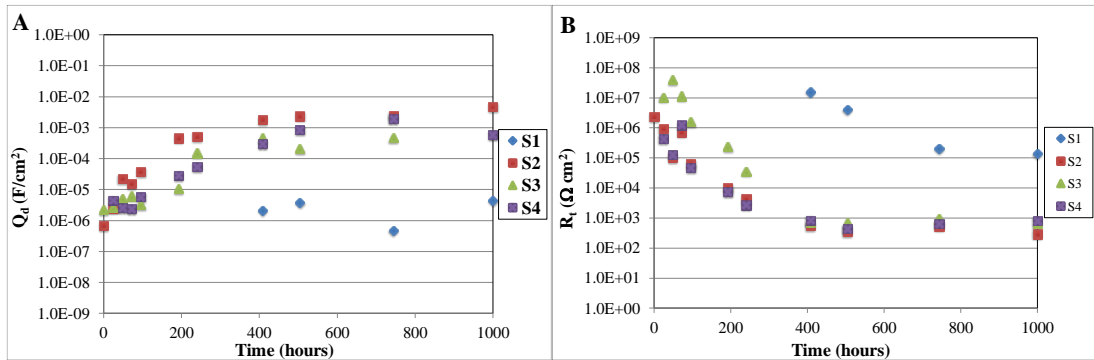 A
1.0E+00
1.0E-01
1.0E-02
1.0E-03
1.0E-04
1.0E-05
1.0E-06
1.0E-07
1.0E-08
1.0E-09
Qd (F/cm²)
0 200 400 600 800 1000
Time (hours)
S1
S2
S3
S4
B
1.0E+09
1.0E+08
1.0E+07
1.0E+06
1.0E+05
1.0E+04
1.0E+03
1.0E+02
1.0E+01
1.0E+00
Rt (Ω cm²)
0 200 400 600 800 1000
Time (hours)
S1
S2
S3
S4